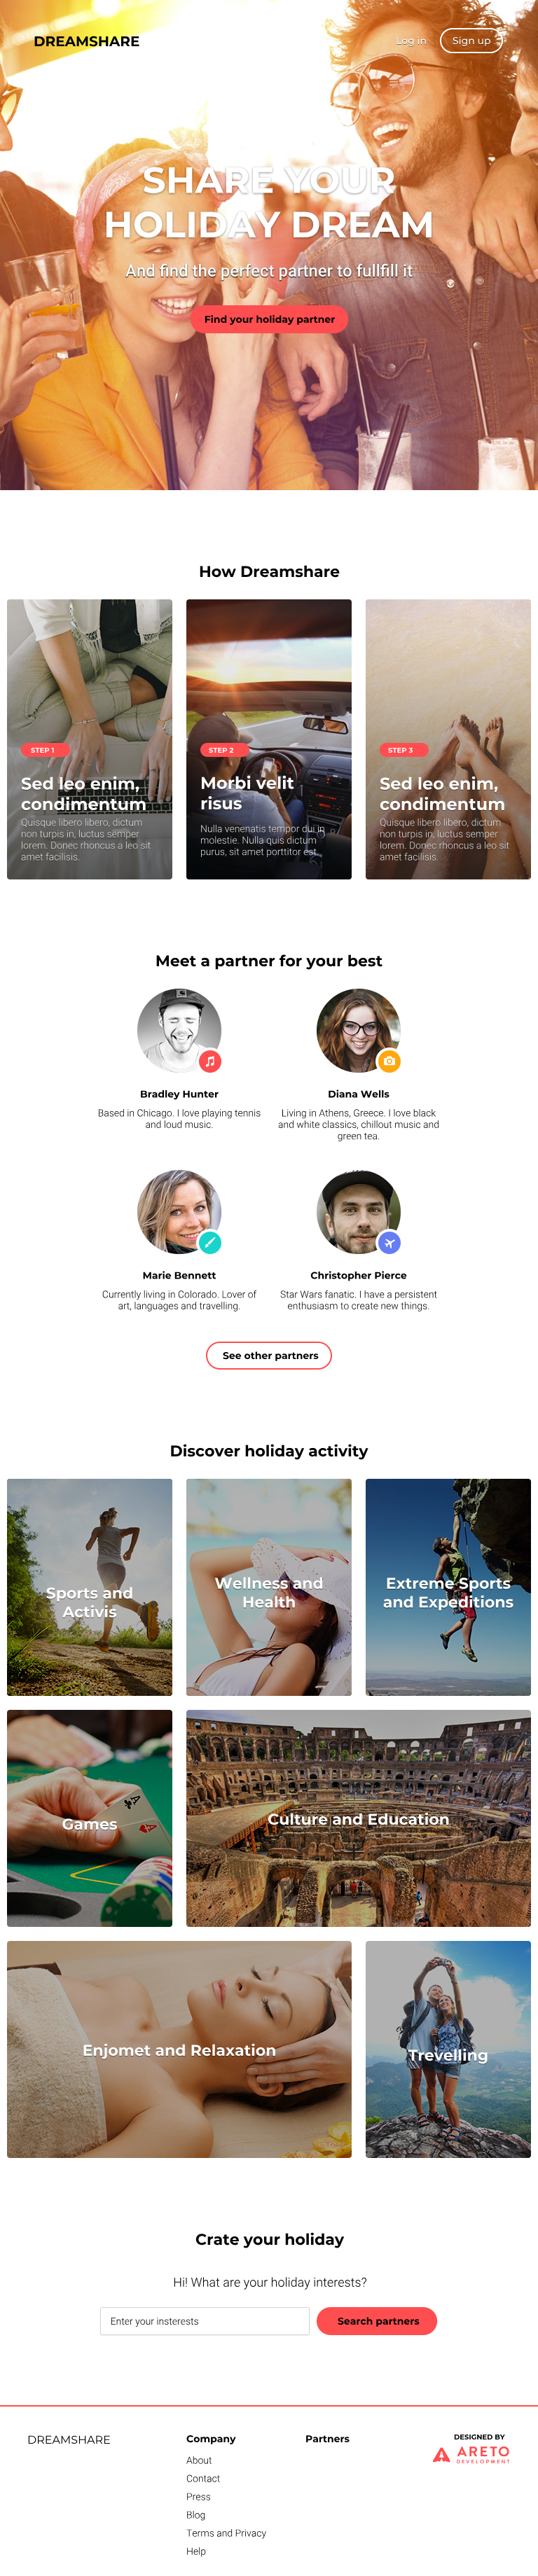 DREAMSHARE
Log in
Sign up
SHARE YOUR
HOLIDAY DREAM
And find the perfect partner to fullfill it
Find your holiday partner
How Dreamshare
STEP 1
Sed leo enim,
condimentum
Quisque libero libero, dictum
non turpis in, luctus semper
lorem. Donec rhoncus a leo sit
amet facilisis.
STEP 2
Morbi velit
risus
Nulla venenatis tempor dui in
molestie. Nulla quis dictum
purus, sit amet porttitor est.
STEP 3
Sed leo enim,
condimentum
Quisque libero libero, dictum
non turpis in, luctus semper
lorem. Donec rhoncus a leo sit
amet facilisis.
Meet a partner for your best
Bradley Hunter
Based in Chicago. I love playing tennis
and loud music.
Diana Wells
Living in Athens, Greece. I love black
and white classics, chillout music and
green tea.
Marie Bennett
Currently living in Colorado. Lover of
art, languages and travelling.
Christopher Pierce
Star Wars fanatic. I have a persistent
enthusiasm to create new things.
See other partners
Discover holiday activity
Sports and
Activis
Wellness and
Health
Extreme Sports
and Expeditions
Games
Culture and Education
Enjomet and Relaxation
Trevelling
Crate your holiday
Hi! What are your holiday interests?
Enter your insterests
Search partners
DREAMSHARE
Company
About
Contact
Press
Blog
Terms and Privacy
Help
Partners
DESIGNED BY
ARETO
DEVELOPMENT